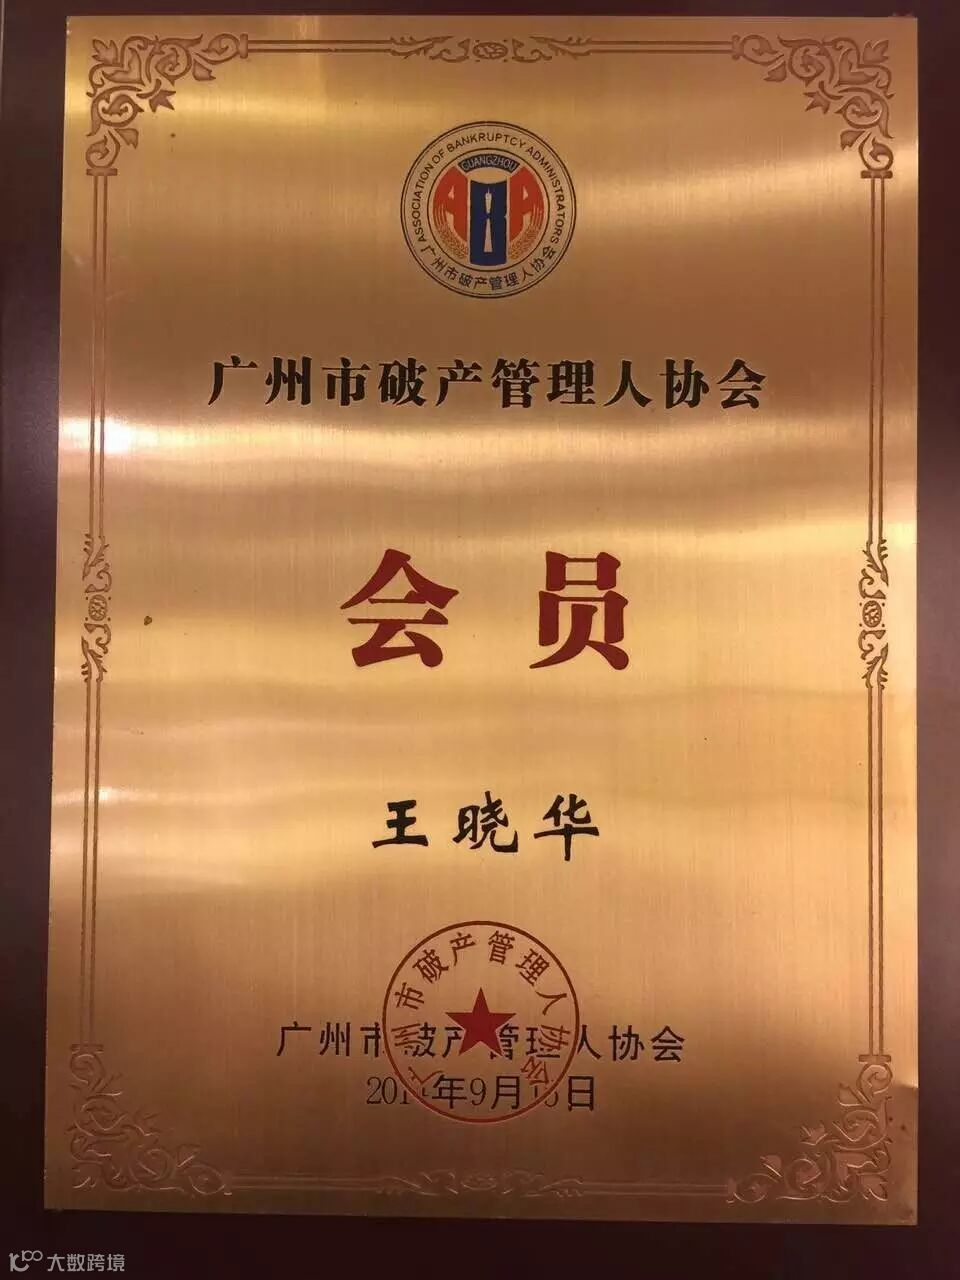 ASSOCIATION OF BANKRUPTCY ADMINISTRATORS
GUANGZHOU
ABA
广州市破产管理人协会
广州市破产管理人协会
会员
王晓华
广州市破产管理人协会
广州市破产管理人协会
年9月 日
大数跨境